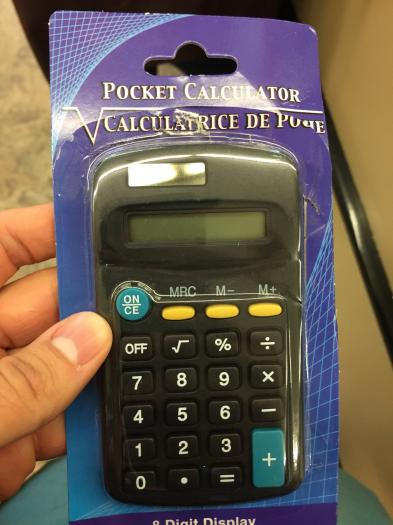 POCKET CALCULATOR
CALCULATRICE DE POCHE
ON/CE MRC M− M+
OFF √ % ÷
7 8 9 ×
4 5 6 −
1 2 3 +
0 • =
8 Digit Display